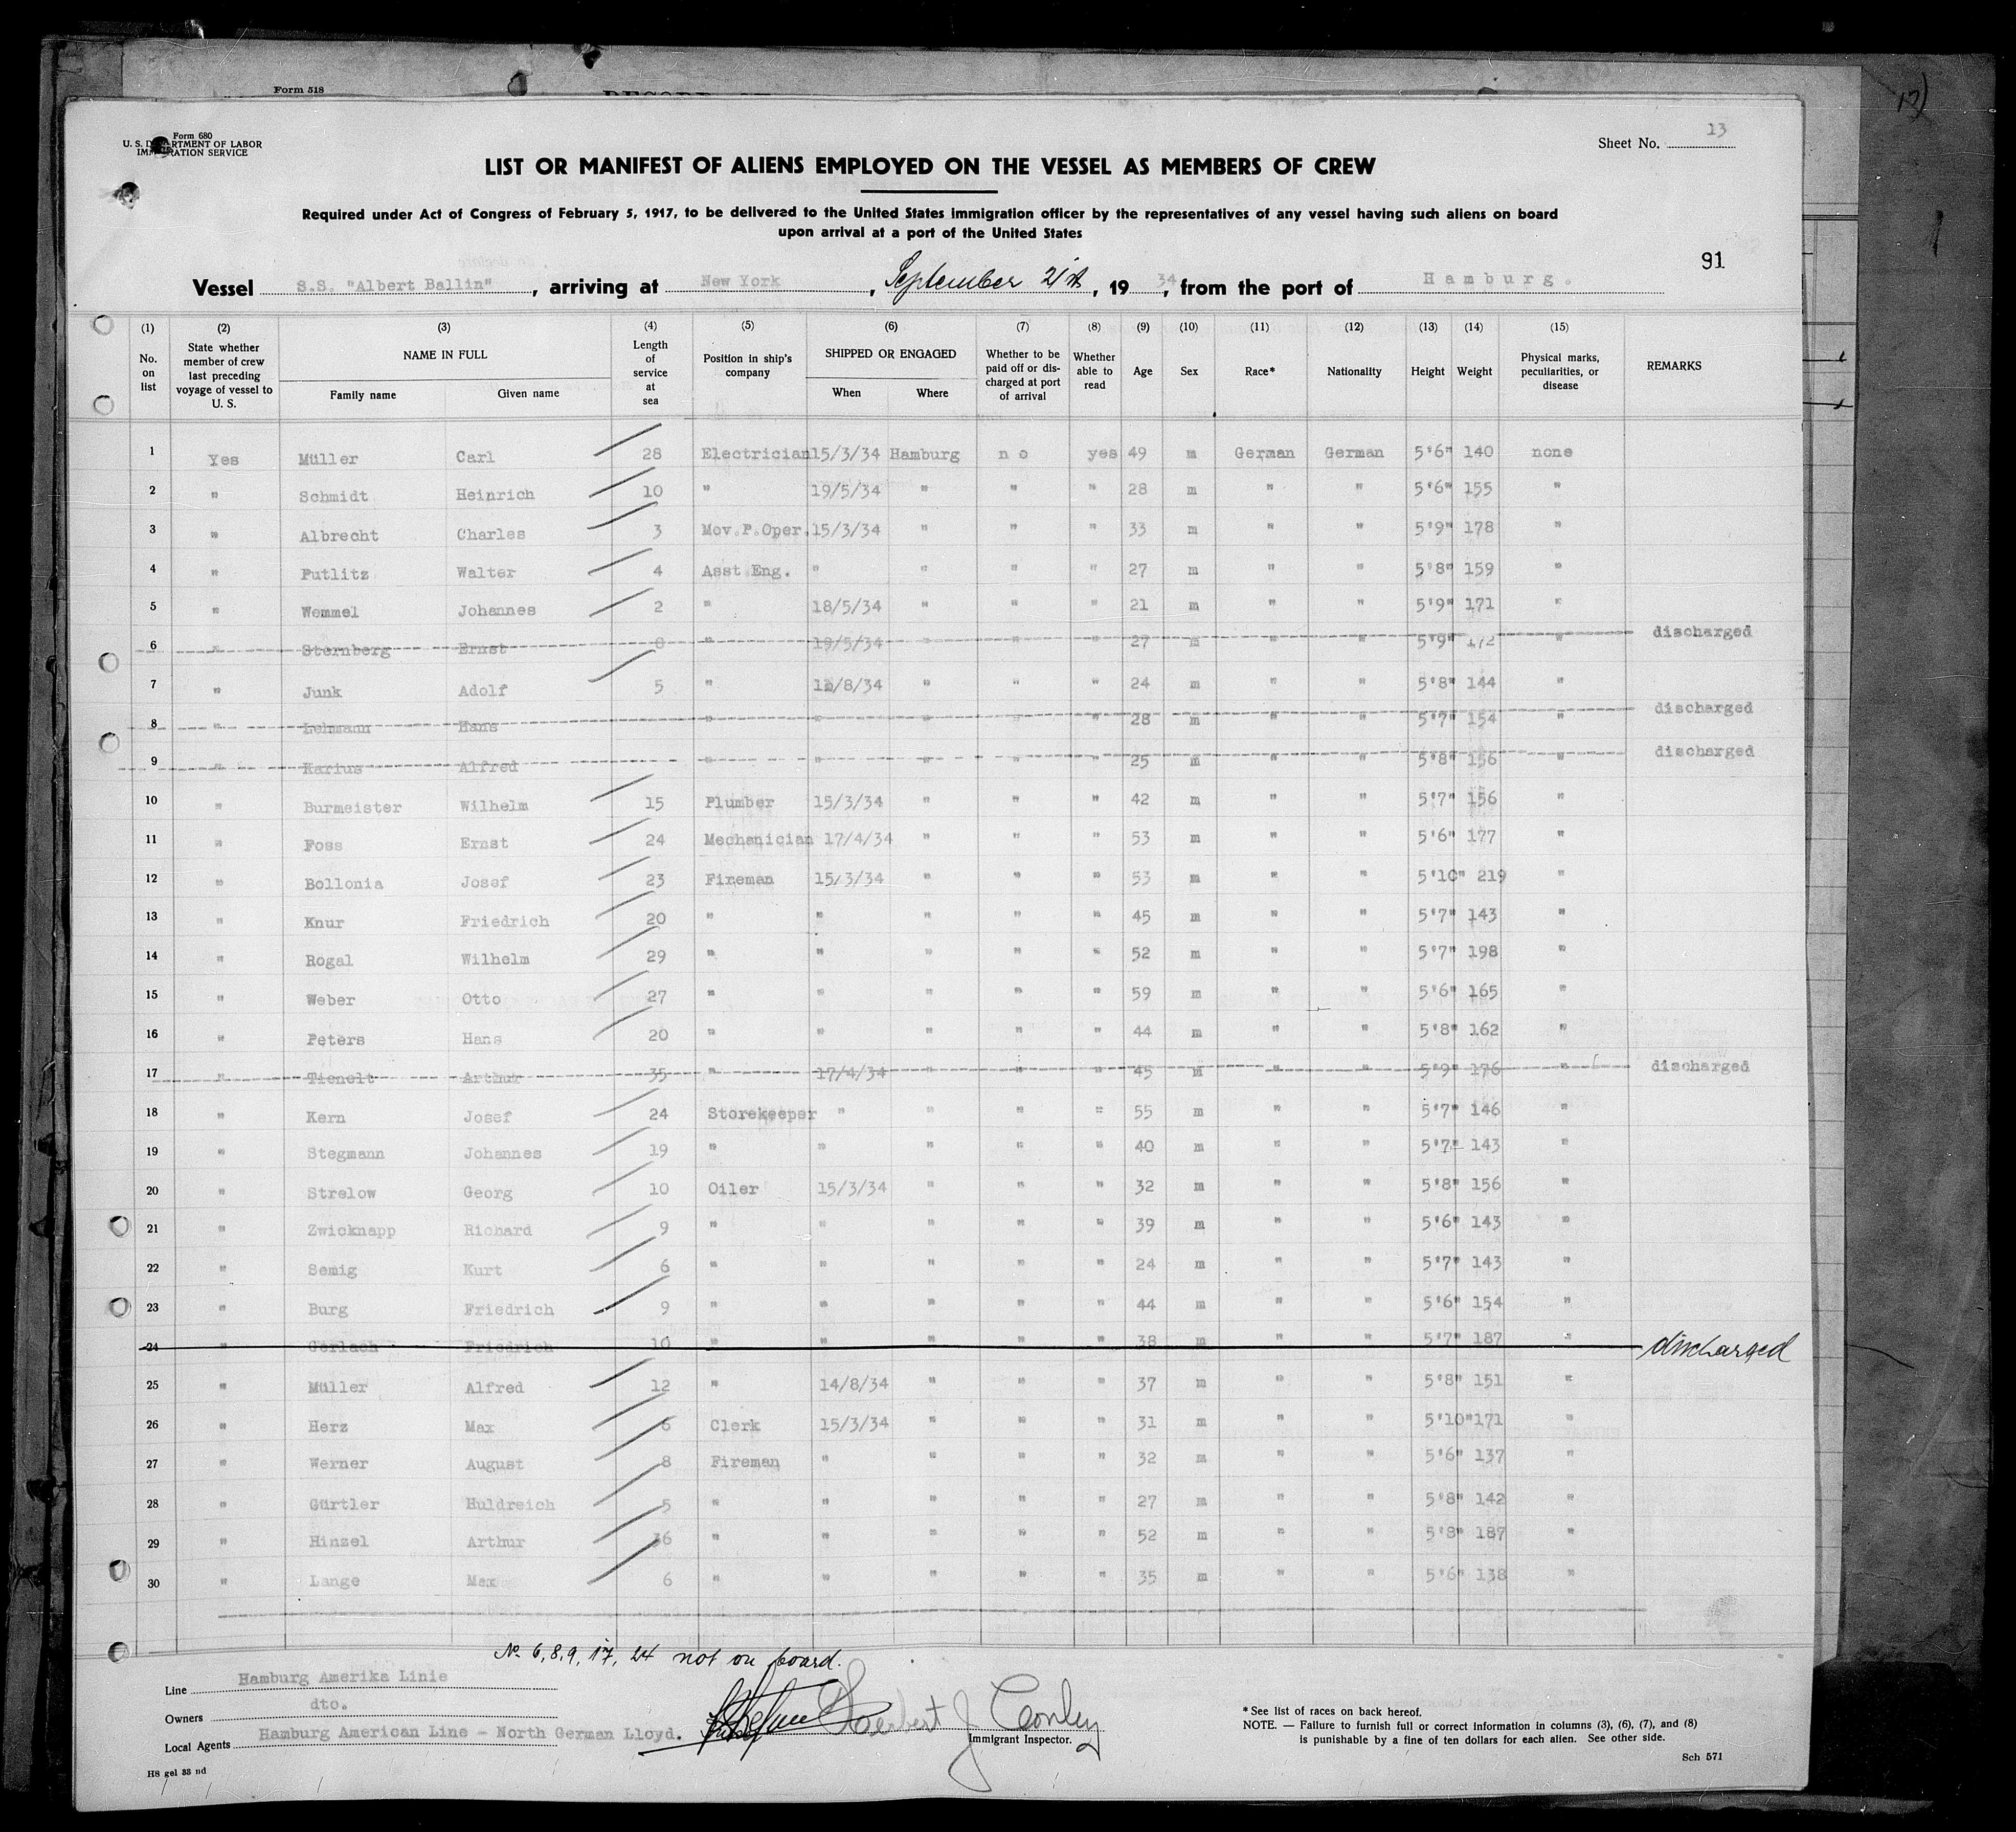 Form 518
13)
Form 680
U. S. DEPARTMENT OF LABOR
IMMIGRATION SERVICE
Sheet No. 13
LIST OR MANIFEST OF ALIENS EMPLOYED ON THE VESSEL AS MEMBERS OF CREW
Required under Act of Congress of February 5, 1917, to be delivered to the United States immigration officer by the representatives of any vessel having such aliens on board
upon arrival at a port of the United States
91
Vessel S.S. "Albert Ballin", arriving at New York, September 21st, 1934, from the port of Hamburg.
(1) (2) (3) (4) (5) (6) (7) (8) (9) (10) (11) (12) (13) (14) (15)
No. on list | State whether member of crew last preceding voyage of vessel to U. S. | NAME IN FULL Family name Given name | Length of service at sea | Position in ship's company | SHIPPED OR ENGAGED When Where | Whether to be paid off or discharged at port of arrival | Whether able to read | Age | Sex | Race* | Nationality | Height | Weight | Physical marks, peculiarities, or disease | REMARKS
1 Yes Müller Carl 28 Electrician 15/3/34 Hamburg no yes 49 m German German 5'6" 140 none
2 " Schmidt Heinrich 10 " 19/5/34 " " " 28 m " " 5'6" 155 "
3 " Albrecht Charles 3 Mov.P.Oper. 15/3/34 " " " 33 m " " 5'9" 178 "
4 " Putlitz Walter 4 Asst Eng. " " " " 27 m " " 5'8" 159 "
5 " Wemmel Johannes 2 " 18/5/34 " " " 21 m " " 5'9" 171 "
6 " Sternberg Ernst 8 " 19/5/34 " " " 27 m " " 5'9" 172 " discharged
7 " Junk Adolf 5 " /8/34 " " " 24 m " " 5'8" 144 "
8 " Lehmann Hans " " " " " 28 m " " 5'7" 154 " discharged
9 " Karius Alfred " " " " " 25 m " " 5'8" 156 " discharged
10 " Burmeister Wilhelm 15 Plumber 15/3/34 " " " 42 m " " 5'7" 156 "
11 " Foss Ernst 24 Mechanician 17/4/34 " " " 53 m " " 5'6" 177 "
12 " Bollonia Josef 23 Fireman 15/3/34 " " " 53 m " " 5'10" 219 "
13 " Knur Friedrich 20 " " " " " 45 m " " 5'7" 143 "
14 " Rogal Wilhelm 29 " " " " " 52 m " " 5'7" 198 "
15 " Weber Otto 27 " " " " " 59 m " " 5'6" 165 "
16 " Peters Hans 20 " " " " " 44 m " " 5'8" 162 "
17 " Tienelt Arthur 35 " 17/4/34 " " " 45 m " " 5'9" 176 " discharged
18 " Kern Josef 24 Storekeeper " " " " 55 m " " 5'7" 146 "
19 " Stegmann Johannes 19 " " " " " 40 m " " 5'7" 143 "
20 " Strelow Georg 10 Oiler 15/3/34 " " " 32 m " " 5'8" 156 "
21 " Zwicknapp Richard 9 " " " " " 39 m " " 5'6" 143 "
22 " Semig Kurt 6 " " " " " 24 m " " 5'7" 143 "
23 " Burg Friedrich 9 " " " " " 44 m " " 5'6" 154 "
24 " Gerlach Friedrich 10 " " " " " 38 m " " 5'7" 187 " discharged
25 " Müller Alfred 12 " 14/8/34 " " " 37 m " " 5'8" 151 "
26 " Herz Max 6 Clerk 15/3/34 " " " 31 m " " 5'10" 171 "
27 " Werner August 8 Fireman " " " " 32 m " " 5'6" 137 "
28 " Gürtler Huldreich 5 " " " " " 27 m " " 5'8" 142 "
29 " Hinzel Arthur 36 " " " " " 52 m " " 5'8" 187 "
30 " Lange Max 6 " " " " " 35 m " " 5'6" 138 "
No 6, 8, 9, 17, 24 not on board.
Line Hamburg Amerika Linie
Owners dto.
Local Agents Hamburg American Line - North German Lloyd.
Herbert J Conley
Immigrant Inspector.
* See list of races on back hereof.
NOTE. — Failure to furnish full or correct information in columns (3), (6), (7), and (8)
is punishable by a fine of ten dollars for each alien. See other side.
HS gel 33 nd
Sch 571